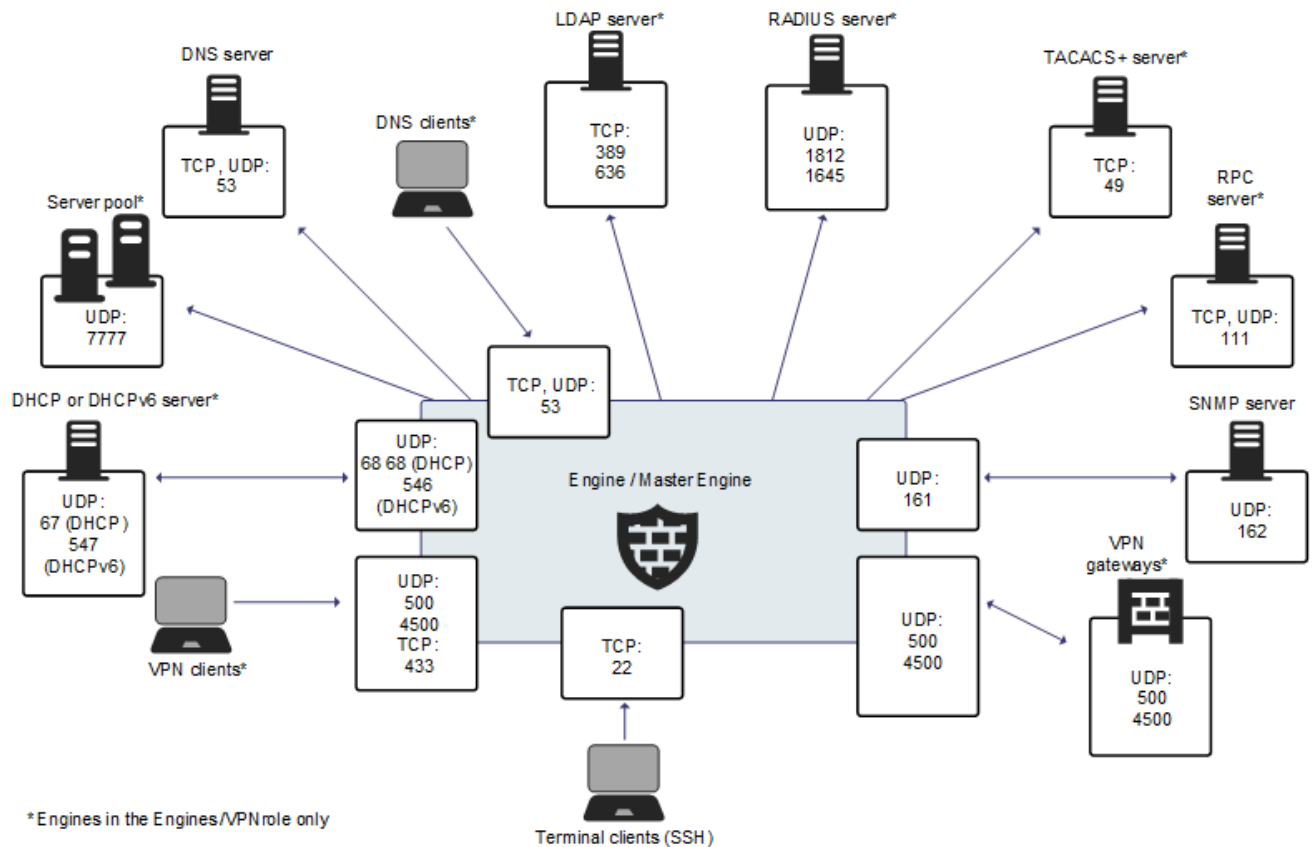 LDAP server*
RADIUS server*
DNS server
TACACS+ server*
DNS clients*
TCP:
389
636
UDP:
1812
1645
TCP, UDP:
53
TCP:
49
RPC
server*
Server pool*
UDP:
7777
TCP, UDP:
111
TCP, UDP:
53
DHCP or DHCPv6 server*
SNMP server
UDP:
68 68 (DHCP)
546
(DHCPv6)
Engine / Master Engine
UDP:
161
UDP:
67 (DHCP)
547
(DHCPv6)
UDP:
162
VPN
gateways*
UDP:
500
4500
TCP:
433
UDP:
500
4500
TCP:
22
VPN clients*
UDP:
500
4500
* Engines in the Engines/VPN role only
Terminal clients (SSH)